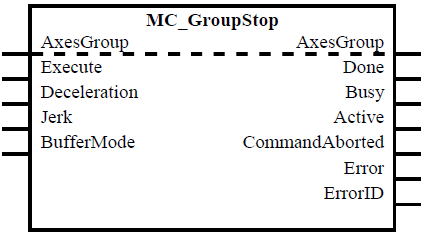 MC_GroupStop
AxesGroup AxesGroup
Execute Done
Deceleration Busy
Jerk Active
BufferMode CommandAborted
Error
ErrorID